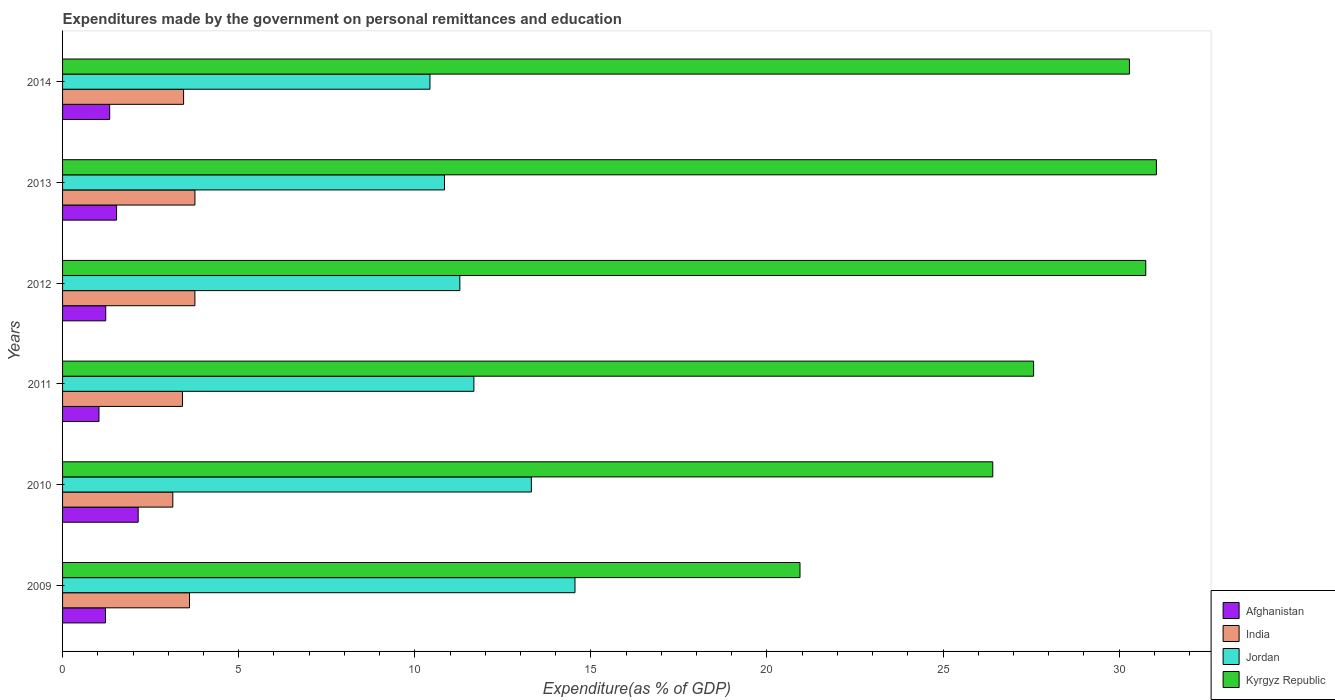 Expenditures made by the government on personal remittances and education
2014
2013
2012
2011
2010
2009
Years
0
5
10
15
20
25
30
Expenditure(as % of GDP)
Afghanistan
India
Jordan
Kyrgyz Republic